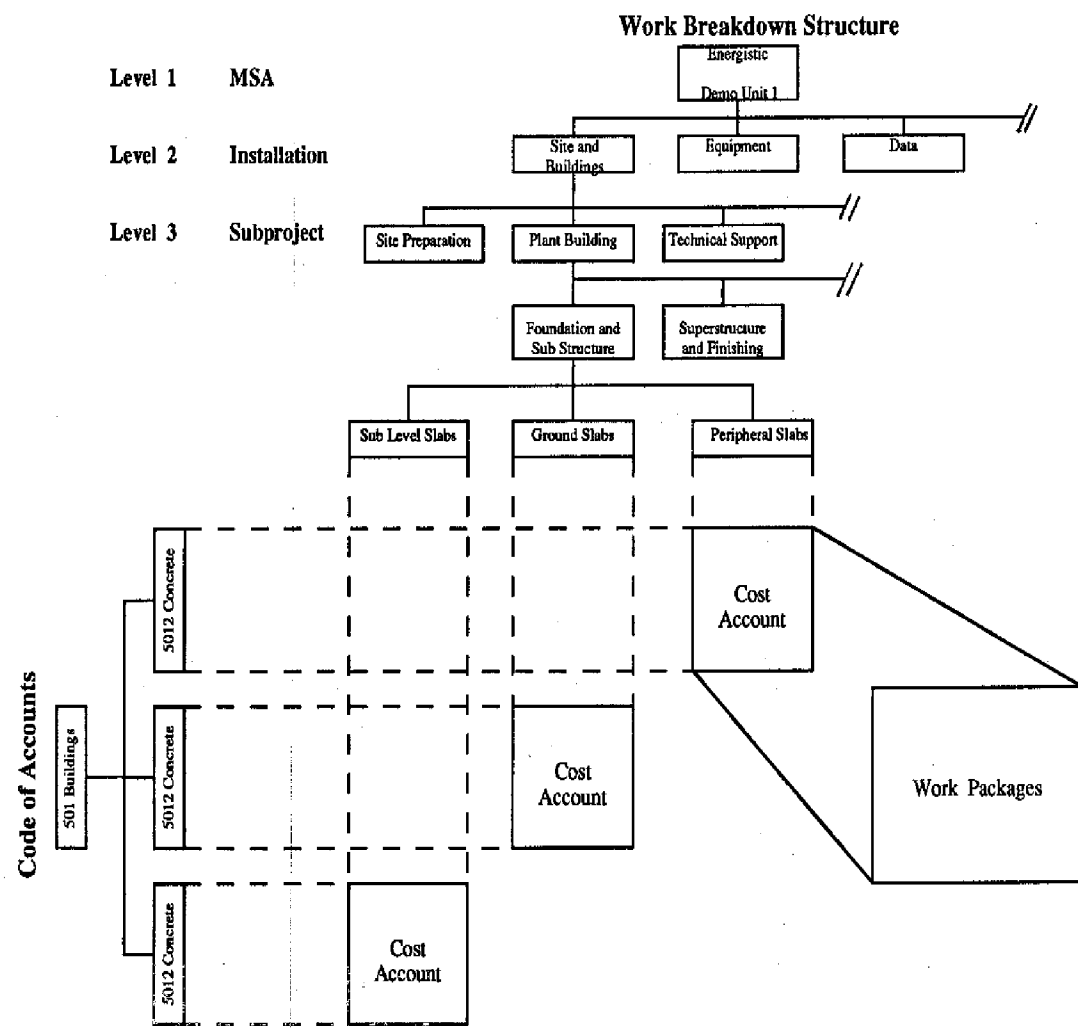 Work Breakdown Structure
Level 1 MSA
Energistic
Demo Unit 1
Level 2 Installation
Site and
Buildings
Equipment
Data
Level 3 Subproject
Site Preparation
Plant Building
Technical Support
Foundation and
Sub Structure
Superstructure
and Finishing
Sub Level Slabs
Ground Slabs
Peripheral Slabs
Code of Accounts
501 Buildings
5012 Concrete
Cost
Account
5012 Concrete
Cost
Account
Work Packages
5012 Concrete
Cost
Account